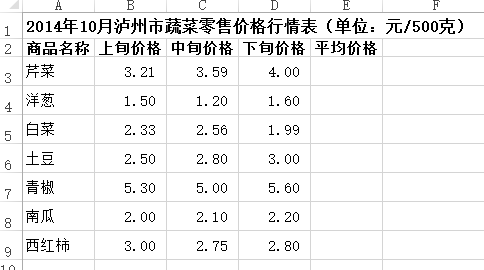 A B C D E F
1 2014年10月泸州市蔬菜零售价格行情表（单位：元/500克）
2 商品名称 上旬价格 中旬价格 下旬价格 平均价格
3 芹菜 3.21 3.59 4.00
4 洋葱 1.50 1.20 1.60
5 白菜 2.33 2.56 1.99
6 土豆 2.50 2.80 3.00
7 青椒 5.30 5.00 5.60
8 南瓜 2.00 2.10 2.20
9 西红柿 3.00 2.75 2.80
10